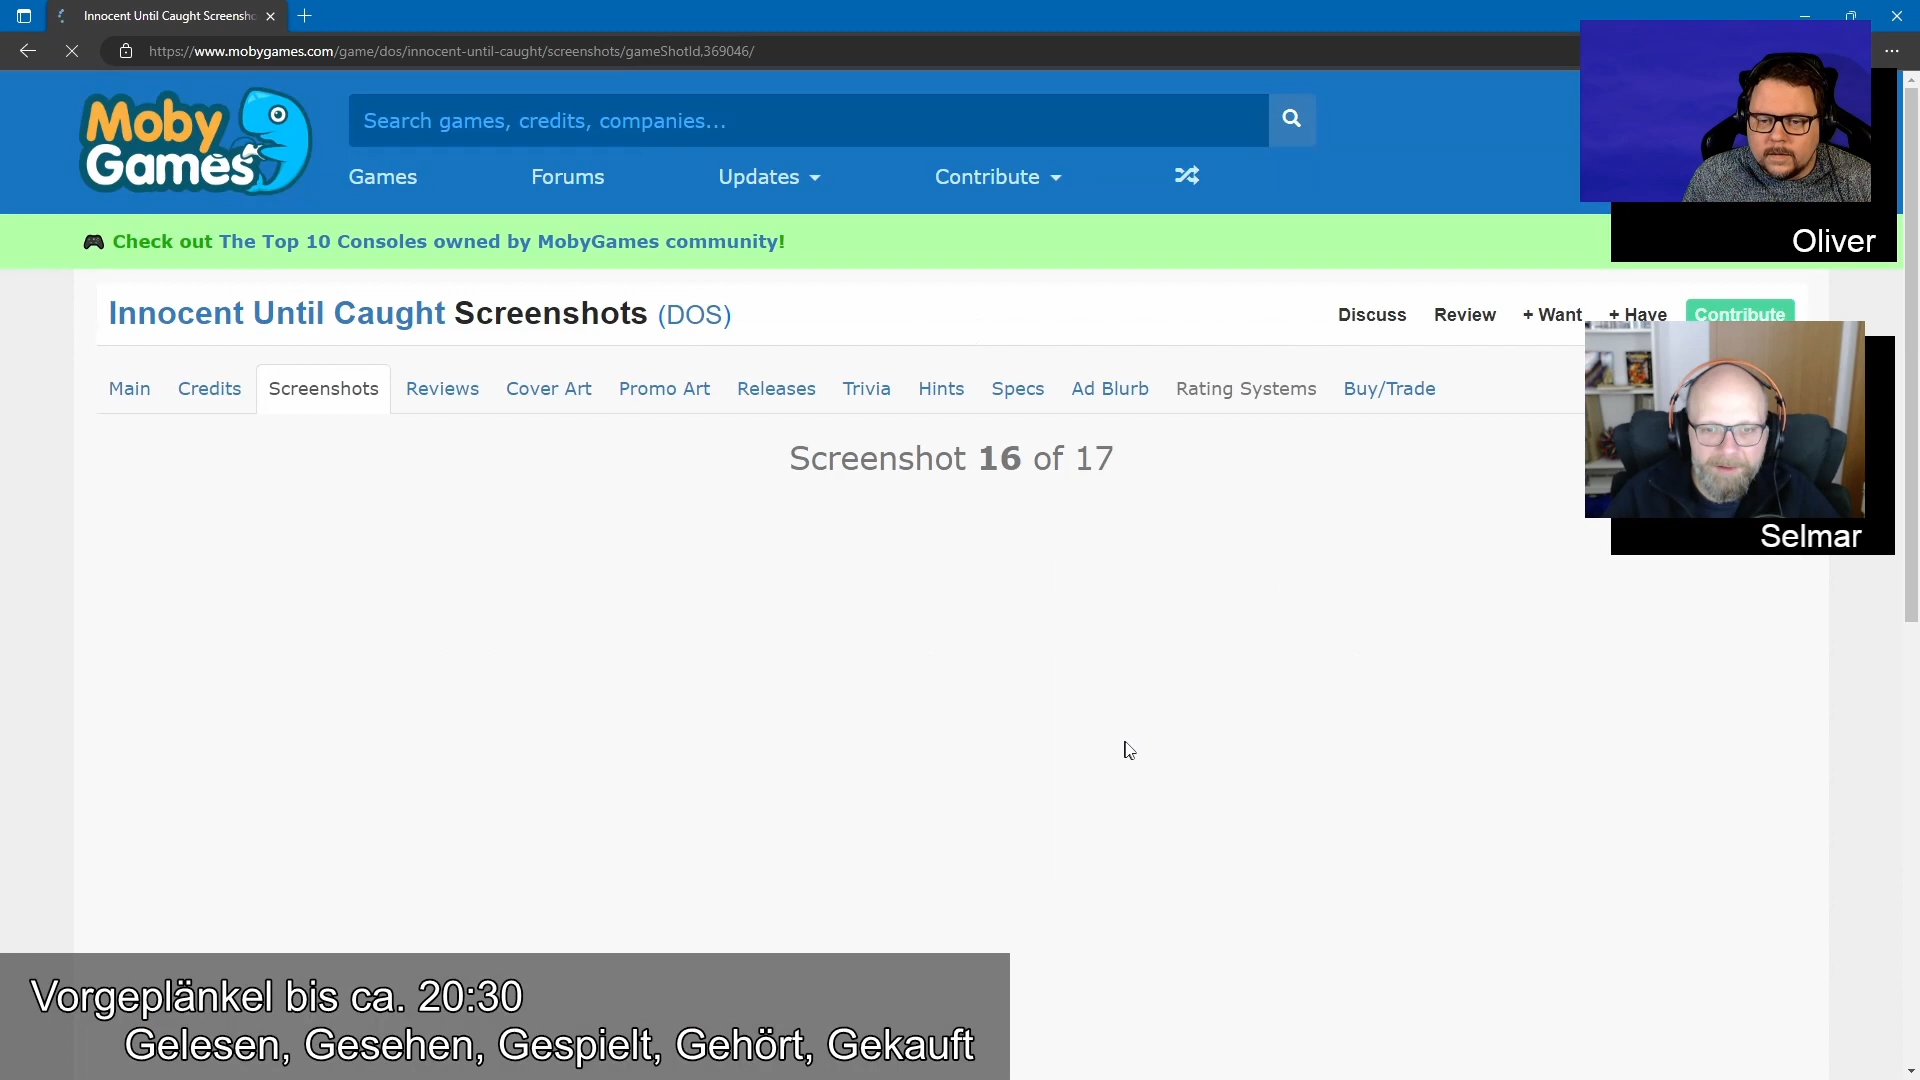 Innocent Until Caught Screensho
https://www.mobygames.com/game/dos/innocent-until-caught/screenshots/gameShotId,369046/
Moby
Games
Search games, credits, companies...
Games Forums Updates Contribute
Check out The Top 10 Consoles owned by MobyGames community!
Oliver
Innocent Until Caught Screenshots (DOS)
Discuss Review + Want + Have Contribute
Main Credits Screenshots Reviews Cover Art Promo Art Releases Trivia Hints Specs Ad Blurb Rating Systems Buy/Trade
Screenshot 16 of 17
Selmar
Vorgeplänkel bis ca. 20:30
Gelesen, Gesehen, Gespielt, Gehört, Gekauft